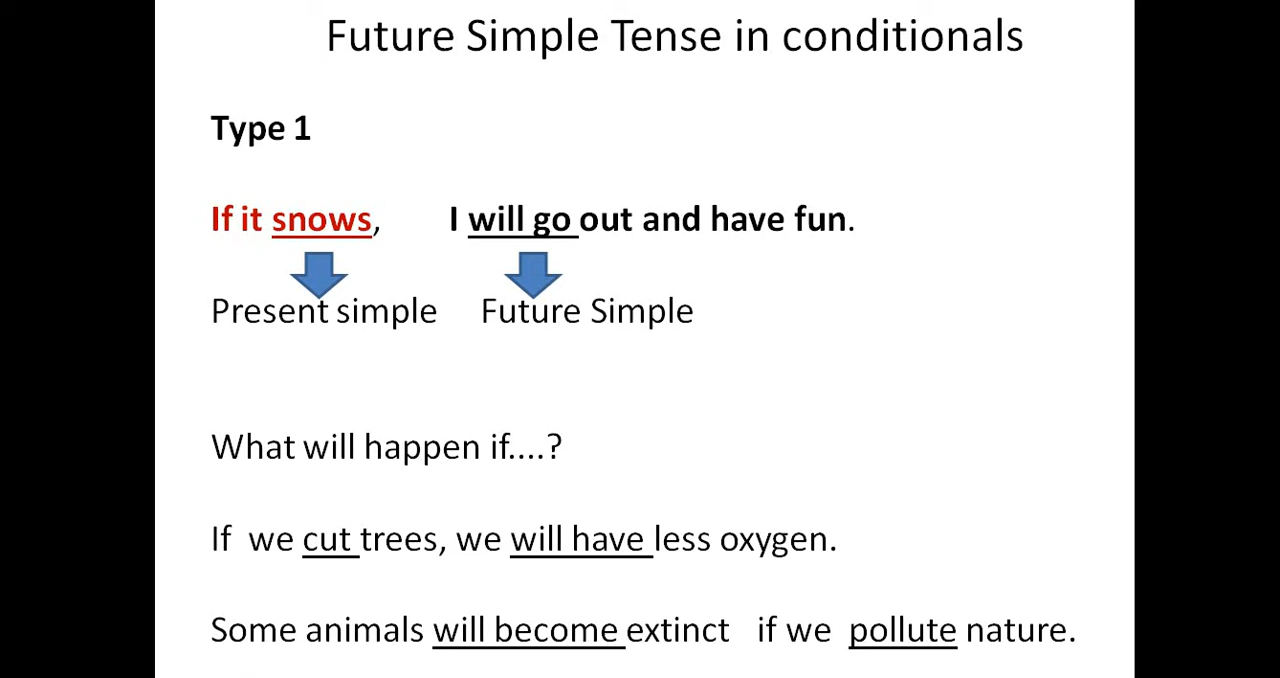 Future Simple Tense in conditionals
Type 1
If it snows, I will go out and have fun.
Present simple Future Simple
What will happen if....?
If we cut trees, we will have less oxygen.
Some animals will become extinct if we pollute nature.